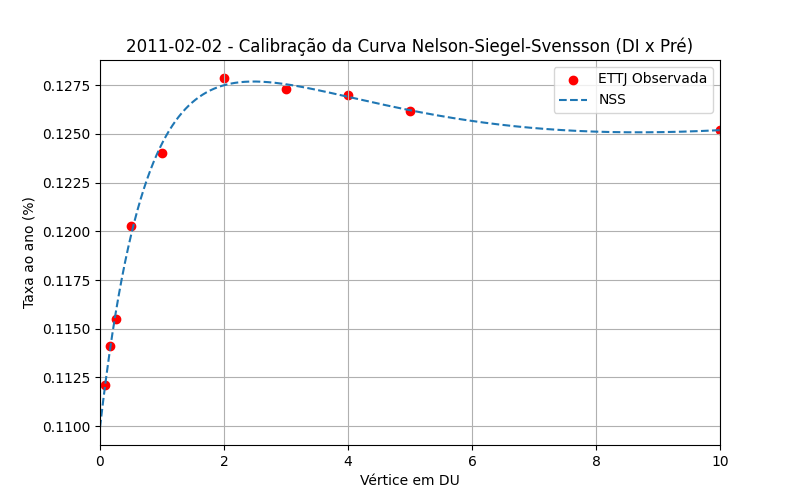 2011-02-02 - Calibração da Curva Nelson-Siegel-Svensson (DI x Pré)
ETTJ Observada
NSS
Taxa ao ano (%)
0.1275
0.1250
0.1225
0.1200
0.1175
0.1150
0.1125
0.1100
0 2 4 6 8 10
Vértice em DU